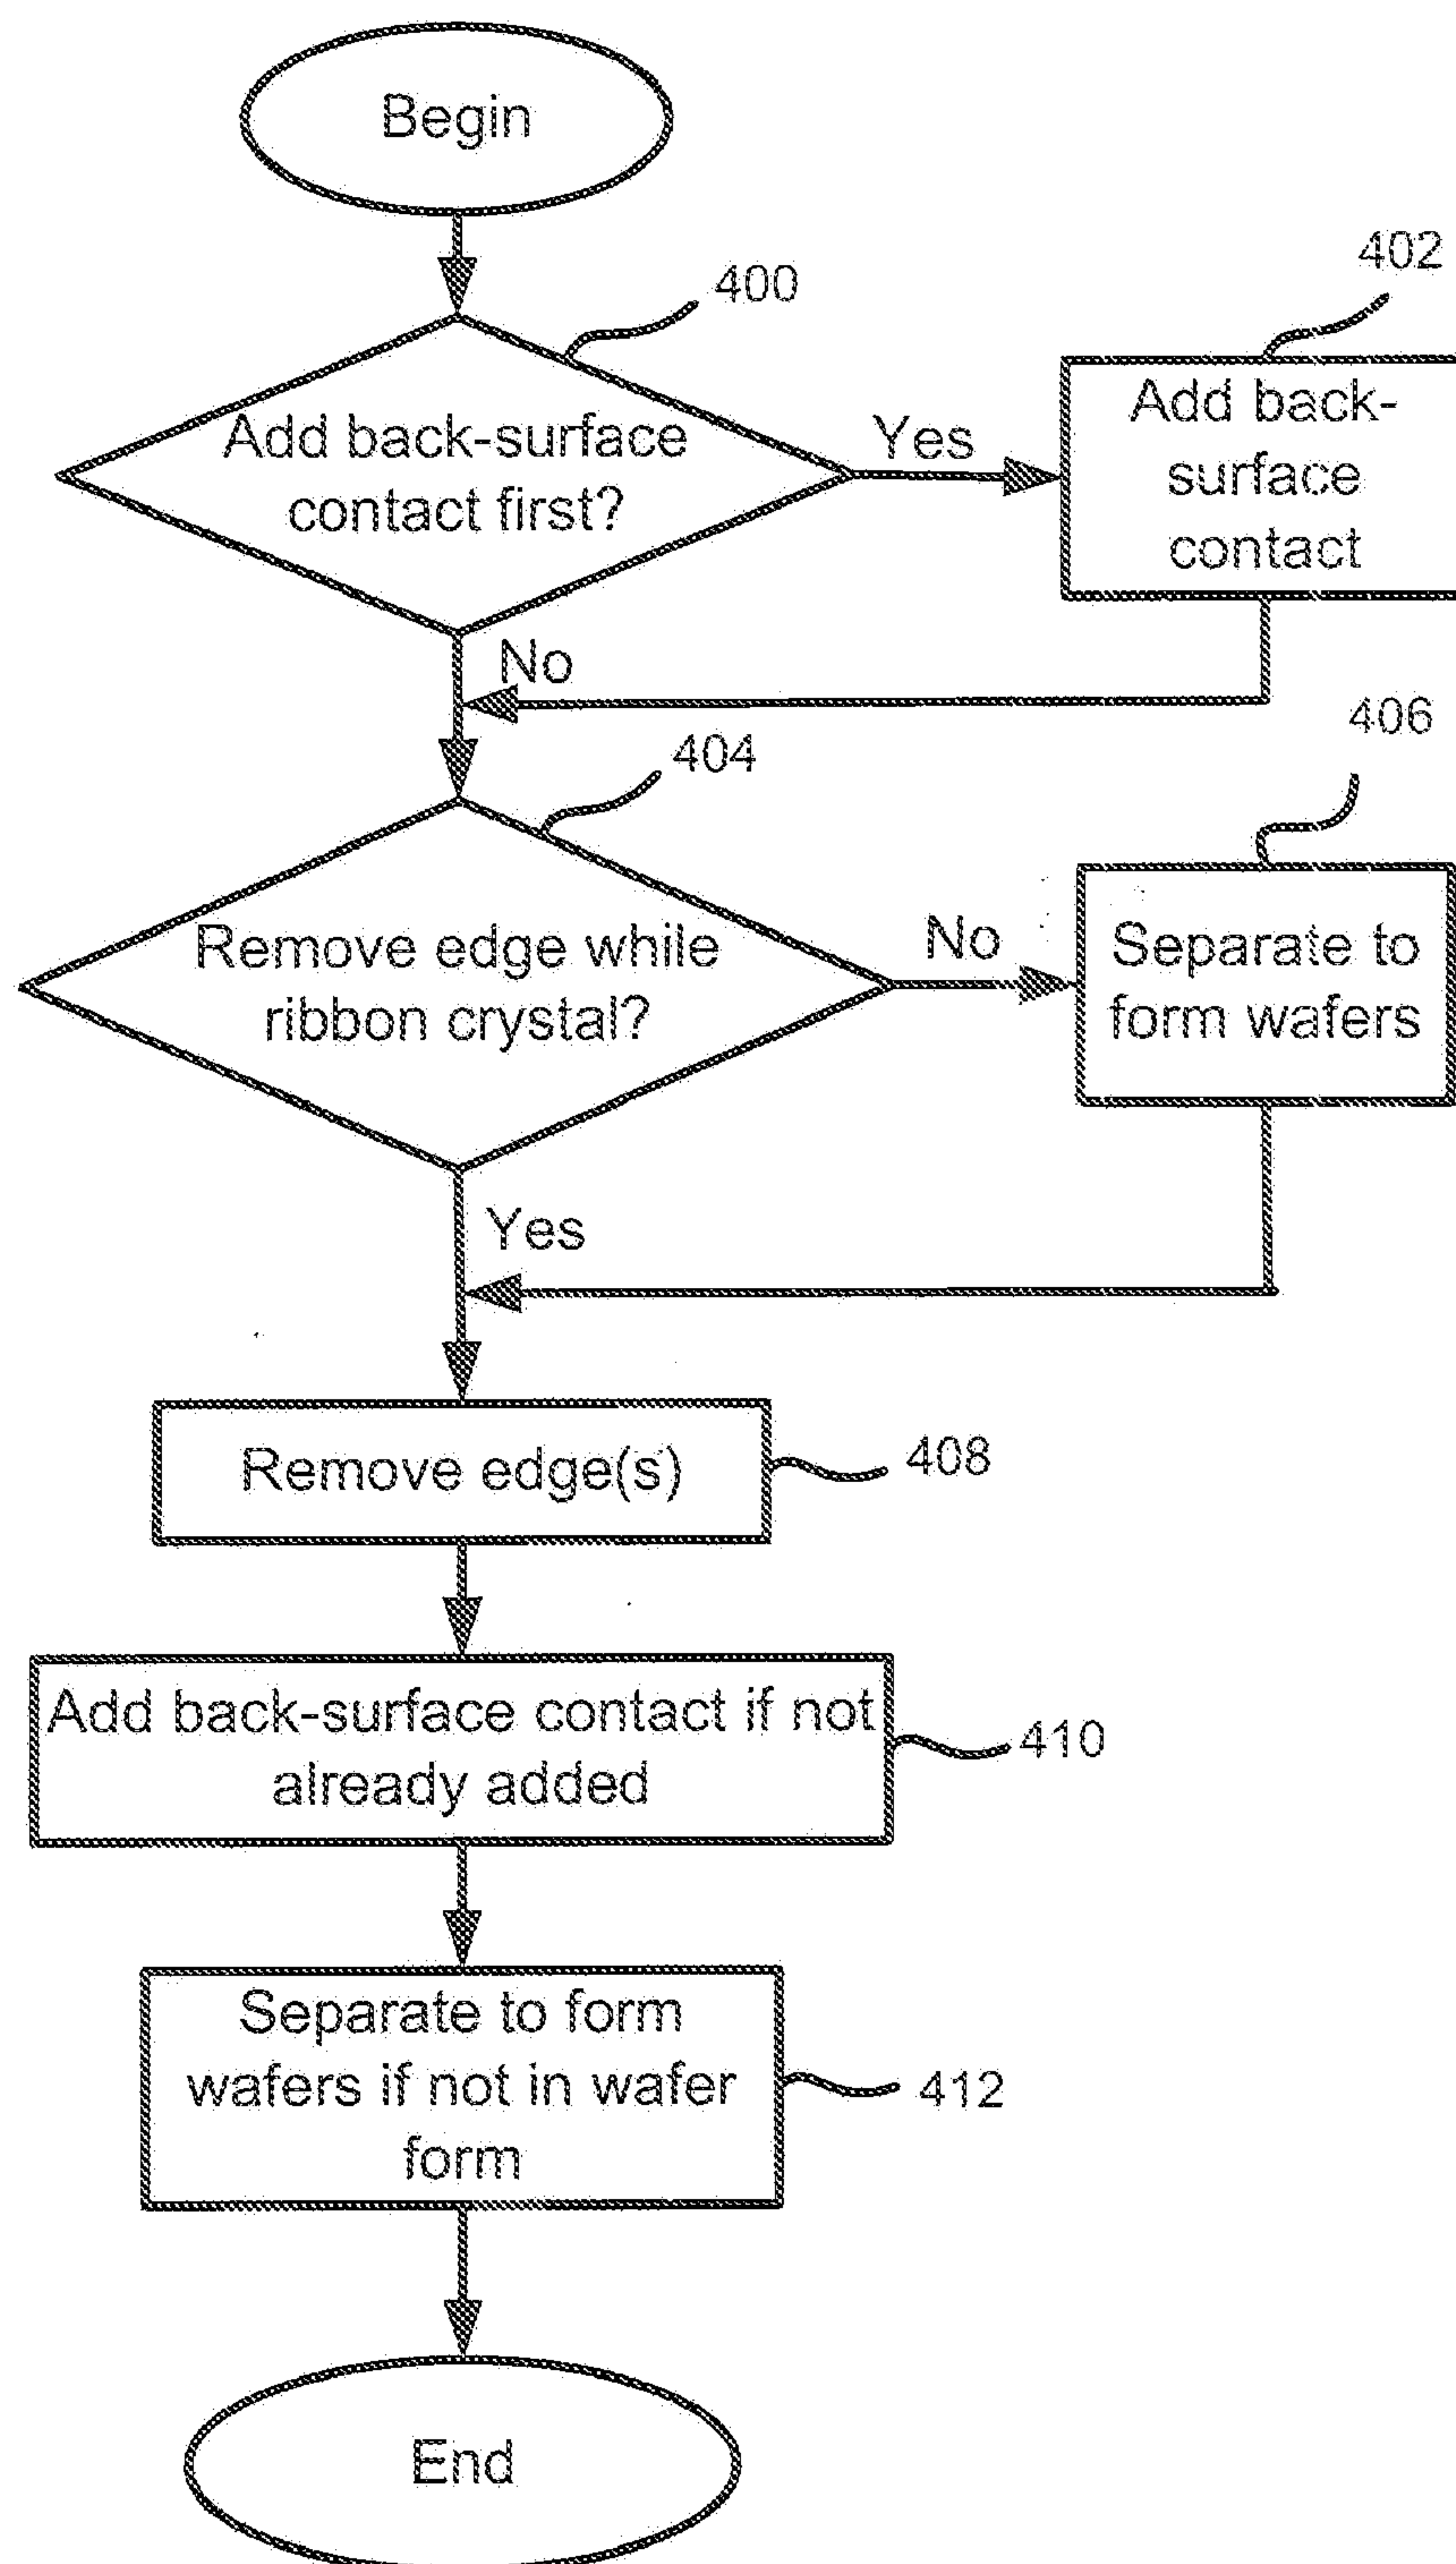 Begin
400
402
Add back-surface
contact first?
Yes
Add back-
surface
contact
No
404
406
Remove edge while
ribbon crystal?
No
Separate to
form wafers
Yes
Remove edge(s)
408
Add back-surface contact if not
already added
410
Separate to form
wafers if not in wafer
form
412
End